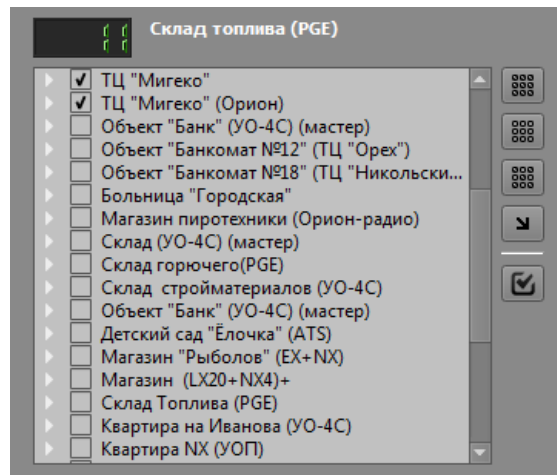 11
Склад топлива (PGE)
ТЦ "Мигеко"
ТЦ "Мигеко" (Орион)
Объект "Банк" (УО-4С) (мастер)
Объект "Банкомат №12" (ТЦ "Орех")
Объект "Банкомат №18" (ТЦ "Никольски...
Больница "Городская"
Магазин пиротехники (Орион-радио)
Склад (УО-4С) (мастер)
Склад горючего(PGE)
Склад  стройматериалов (УО-4С)
Объект "Банк" (УО-4С) (мастер)
Детский сад "Ёлочка" (ATS)
Магазин "Рыболов" (EX+NX)
Магазин  (LX20+NX4)+
Склад Топлива (PGE)
Квартира на Иванова (УО-4С)
Квартира NX (УОП)